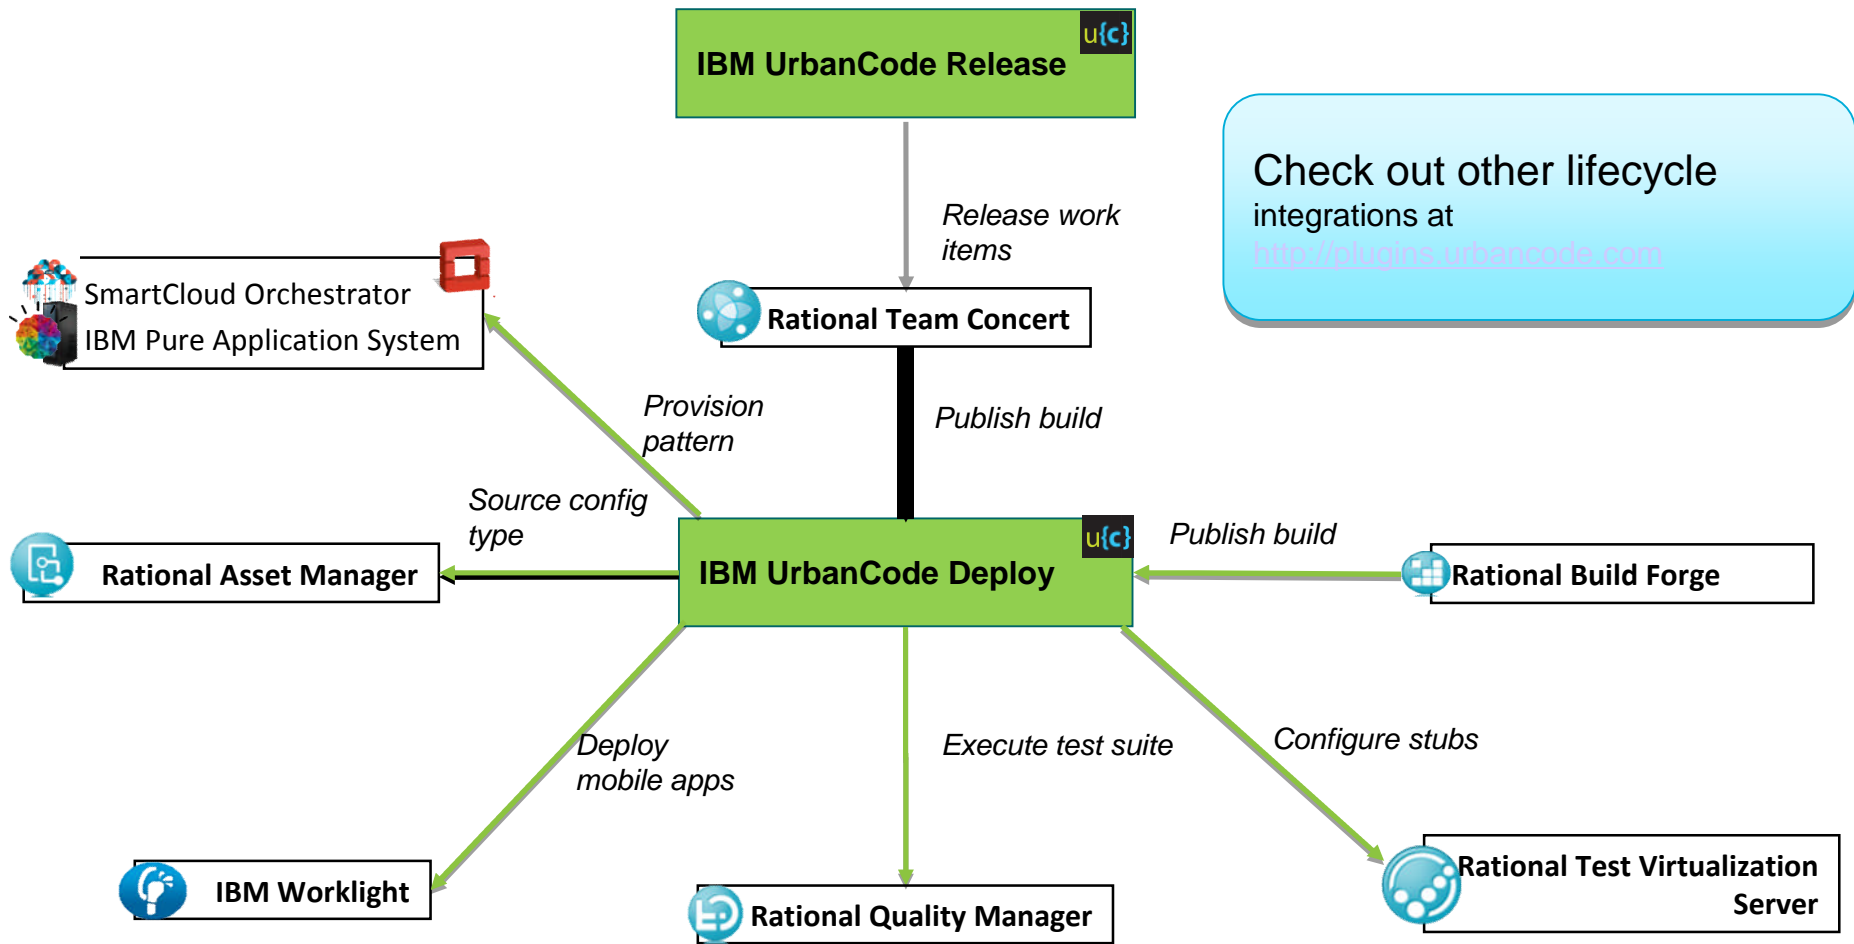 IBM UrbanCode Release
u{c}
Check out other lifecycle
integrations at
http://plugins.urbancode.com
Release work
items
SmartCloud Orchestrator
IBM Pure Application System
Rational Team Concert
Provision
pattern
Publish build
Source config
type
Rational Asset Manager
IBM UrbanCode Deploy
u{c}
Publish build
Rational Build Forge
Deploy
mobile apps
Execute test suite
Configure stubs
IBM Worklight
Rational Quality Manager
Rational Test Virtualization
Server